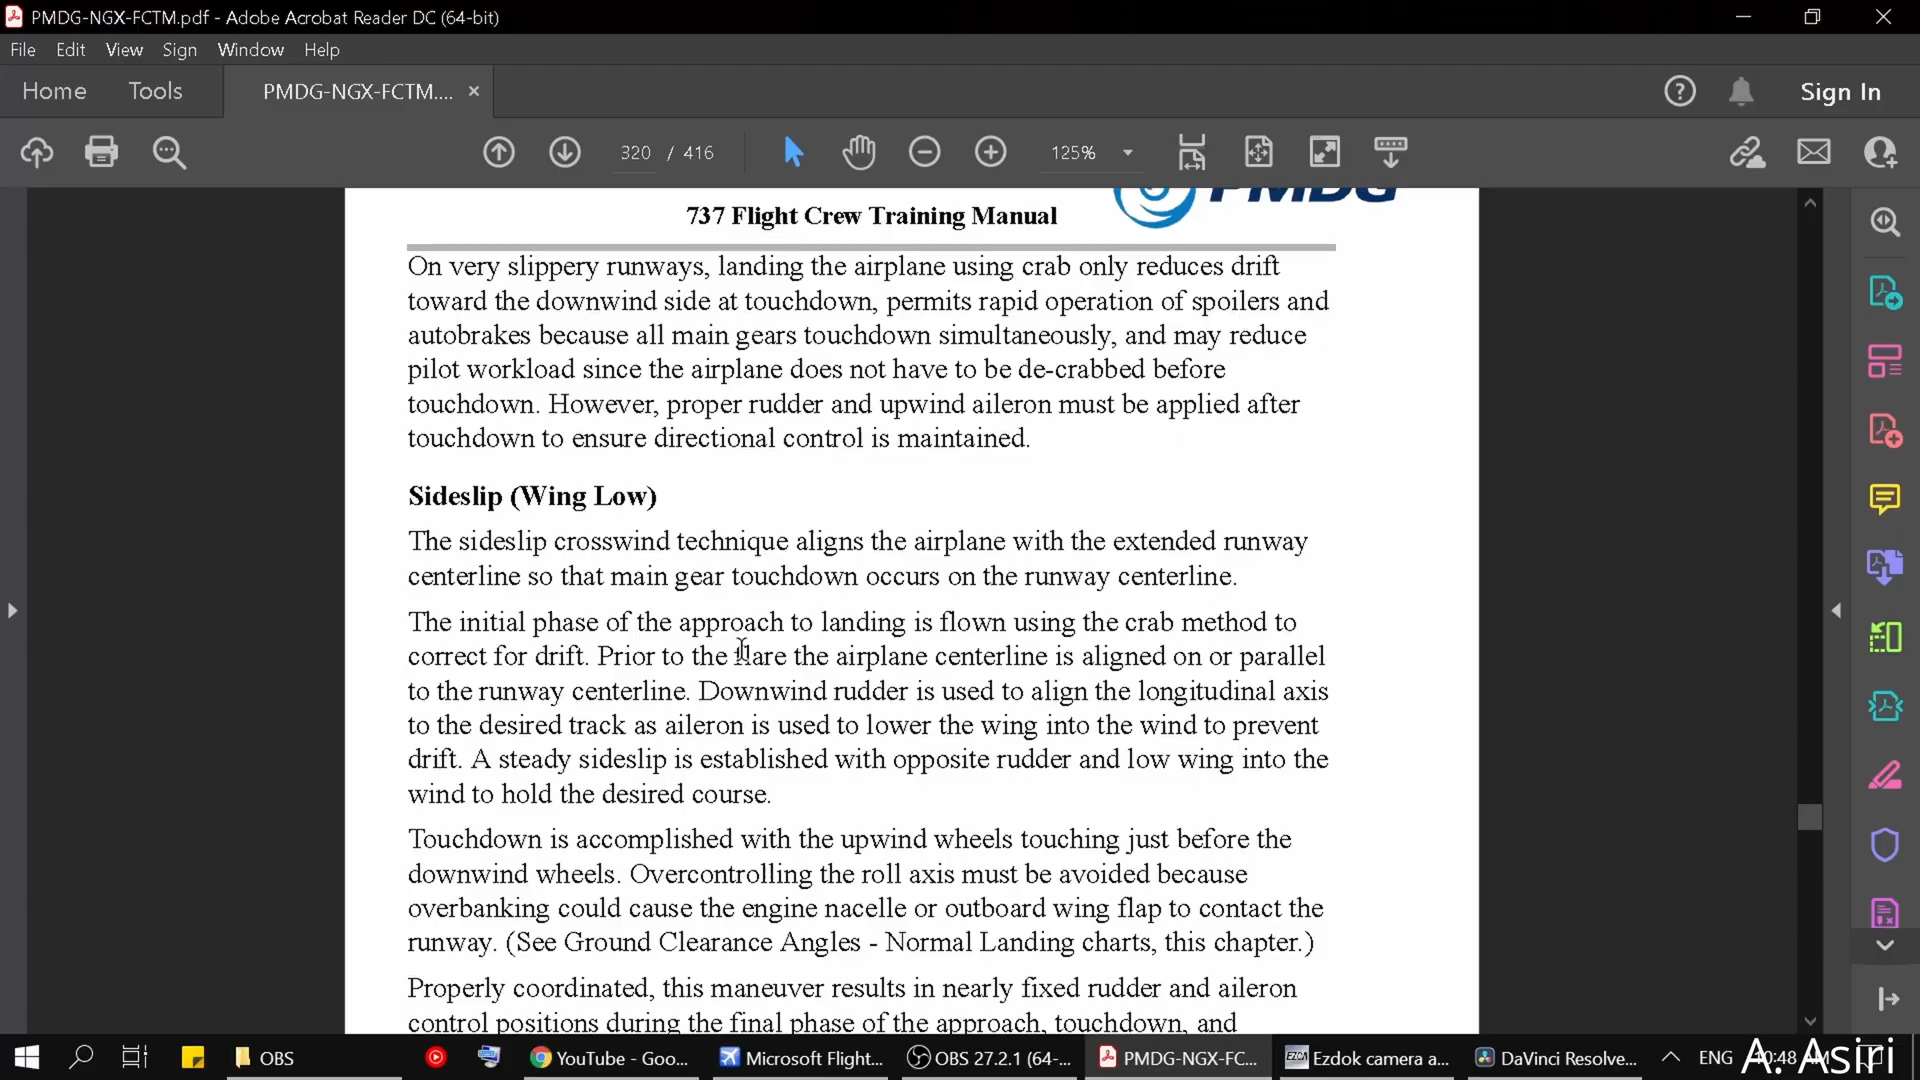 PMDG-NGX-FCTM.pdf - Adobe Acrobat Reader DC (64-bit)
File Edit View Sign Window Help
Home Tools PMDG-NGX-FCTM.... × Sign In
320 / 416 125%
PMDG
737 Flight Crew Training Manual
On very slippery runways, landing the airplane using crab only reduces drift
toward the downwind side at touchdown, permits rapid operation of spoilers and
autobrakes because all main gears touchdown simultaneously, and may reduce
pilot workload since the airplane does not have to be de-crabbed before
touchdown. However, proper rudder and upwind aileron must be applied after
touchdown to ensure directional control is maintained.
Sideslip (Wing Low)
The sideslip crosswind technique aligns the airplane with the extended runway
centerline so that main gear touchdown occurs on the runway centerline.
The initial phase of the approach to landing is flown using the crab method to
correct for drift. Prior to the flare the airplane centerline is aligned on or parallel
to the runway centerline. Downwind rudder is used to align the longitudinal axis
to the desired track as aileron is used to lower the wing into the wind to prevent
drift. A steady sideslip is established with opposite rudder and low wing into the
wind to hold the desired course.
Touchdown is accomplished with the upwind wheels touching just before the
downwind wheels. Overcontrolling the roll axis must be avoided because
overbanking could cause the engine nacelle or outboard wing flap to contact the
runway. (See Ground Clearance Angles - Normal Landing charts, this chapter.)
Properly coordinated, this maneuver results in nearly fixed rudder and aileron
control positions during the final phase of the approach, touchdown, and
OBS YouTube - Goo... Microsoft Flight... OBS 27.2.1 (64-... PMDG-NGX-FC... EZCA Ezdok camera a... DaVinci Resolve... ENG
A. Asiri